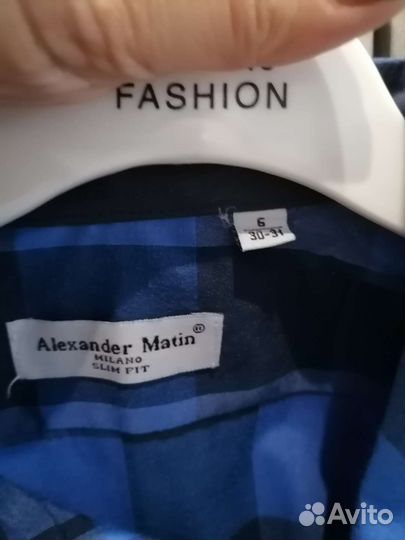 FASHION
6
30-31
Alexander Matin®
MILANO
SLIM FIT
Avito